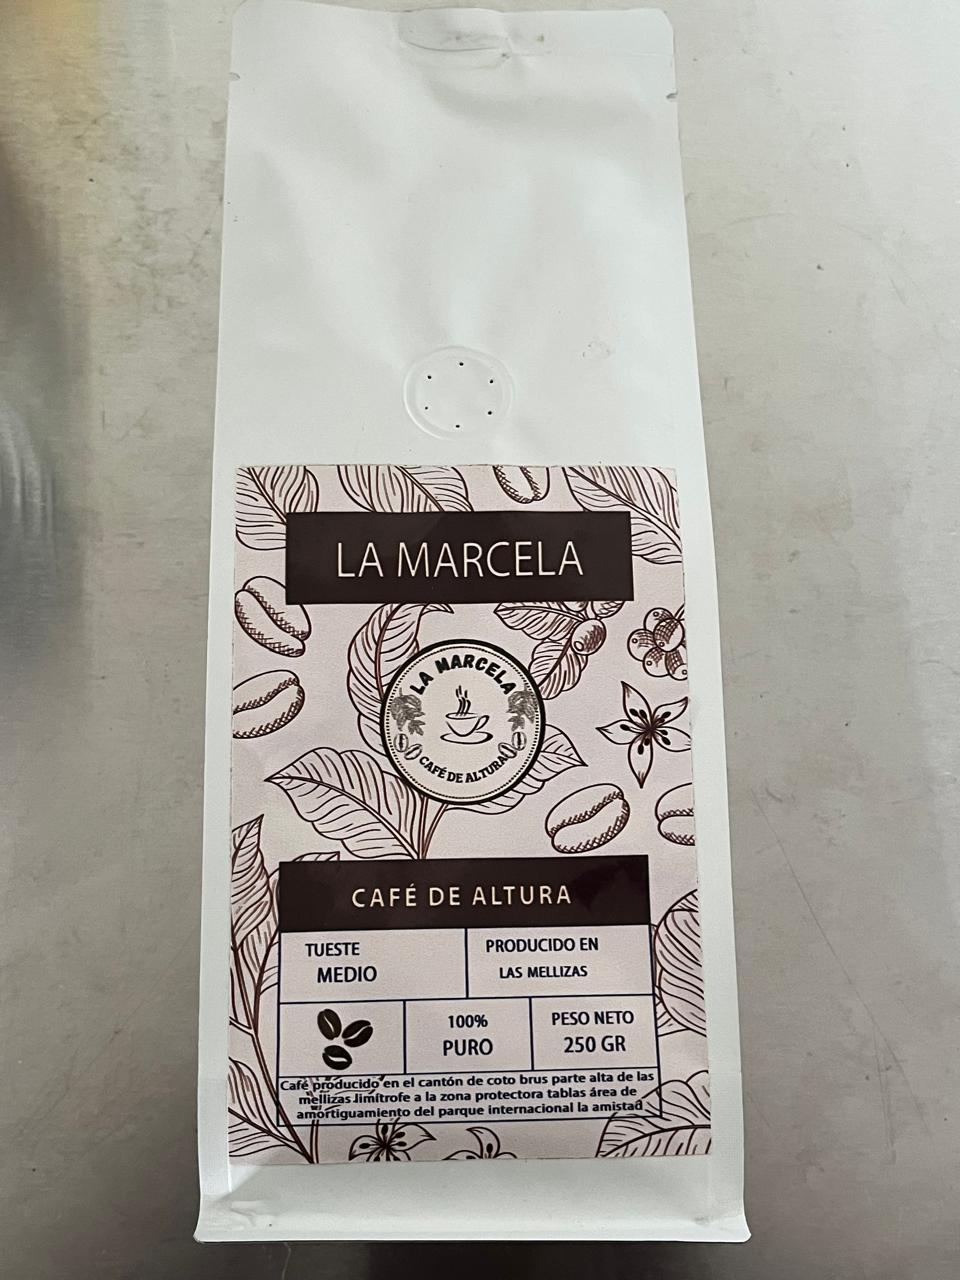 LA MARCELA
LA MARCELA
CAFÉ DE ALTURA
CAFÉ DE ALTURA
TUESTE
MEDIO
PRODUCIDO EN
LAS MELLIZAS
100%
PURO
PESO NETO
250 GR
Café producido en el cantón de coto brus parte alta de las
mellizas limítrofe a la zona protectora tablas área de
amortiguamiento del parque internacional la amistad